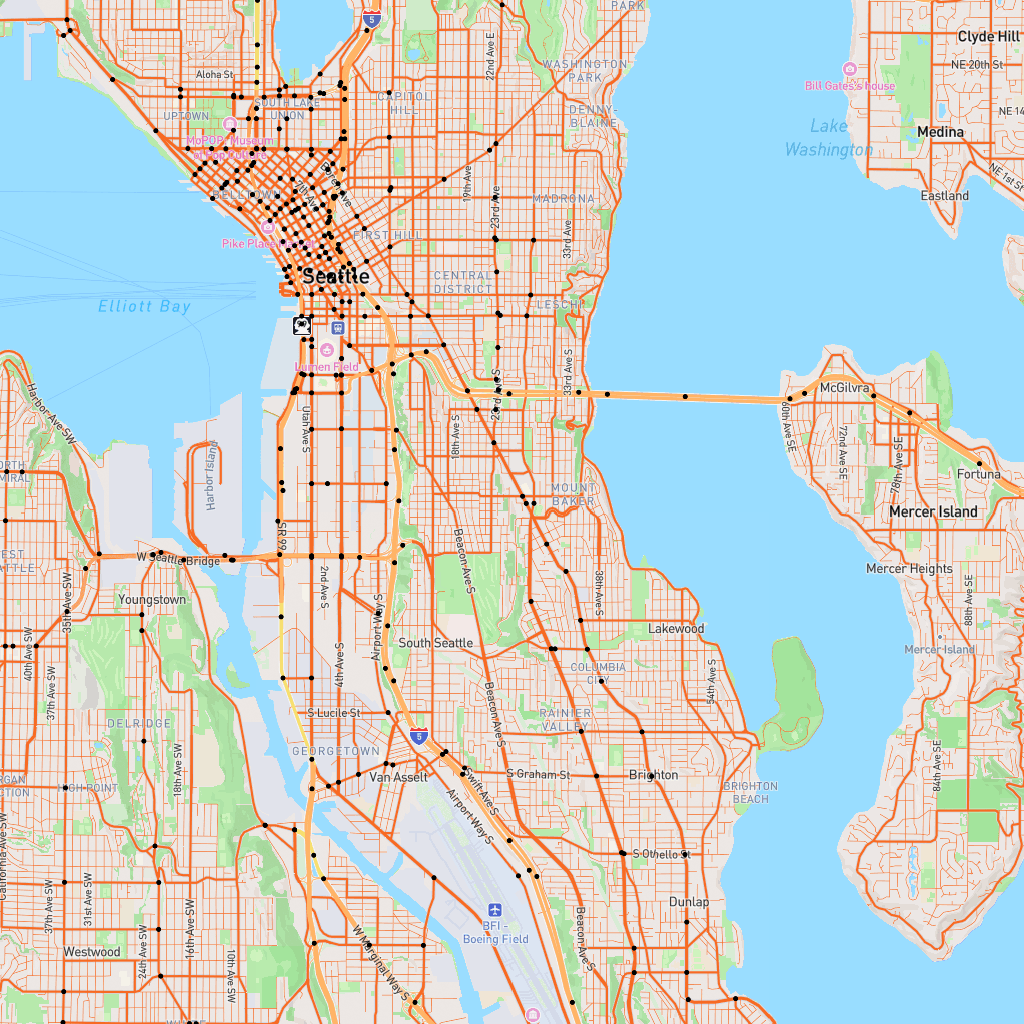 PARK
5
Clyde Hill
22nd Ave E
NE 20th St
WASHINGTON
PARK
Aloha St
Bill Gates's house
CAPITOL
HILL
SOUTH LAKE
UNION
UPTOWN
DENNY-
BLAINE
Lake
Washington
Medina
MoPOP: Museum
of Pop Culture
NE 1st St
Eastland
19th Ave
7th Ave
Boren Ave
BELLTOWN
23rd Ave
MADRONA
33rd Ave
FIRST HILL
Pike Place Market
Seattle
CENTRAL
DISTRICT
Elliott Bay
LESCHI
Lumen Field
33rd Ave S
23rd Ave S
McGilvra
Harbor Ave SW
60th Ave SE
Utah Ave S
18th Ave S
72nd Ave SE
78th Ave SE
Harbor Island
Fortuna
MOUNT
BAKER
Mercer Island
SR 99
W Seattle Bridge
Beacon Ave S
Mercer Heights
35th Ave SW
2nd Ave S
38th Ave S
88th Ave SE
Youngstown
Airport Way S
South Seattle
Lakewood
Mercer Island
40th Ave SW
37th Ave SW
4th Ave S
COLUMBIA
CITY
54th Ave S
Beacon Ave S
DELRIDGE
S Lucile St
RAINIER
VALLEY
5
GEORGETOWN
18th Ave SW
84th Ave SE
Van Asselt
S Graham St
Brighton
HIGH POINT
BRIGHTON
BEACH
Swift Ave S
Airport Way S
California Ave SW
S Othello St
37th Ave SW
31st Ave SW
16th Ave SW
Dunlap
BFI -
Boeing Field
Beacon Ave S
W Marginal Way S
24th Ave SW
10th Ave SW
Westwood